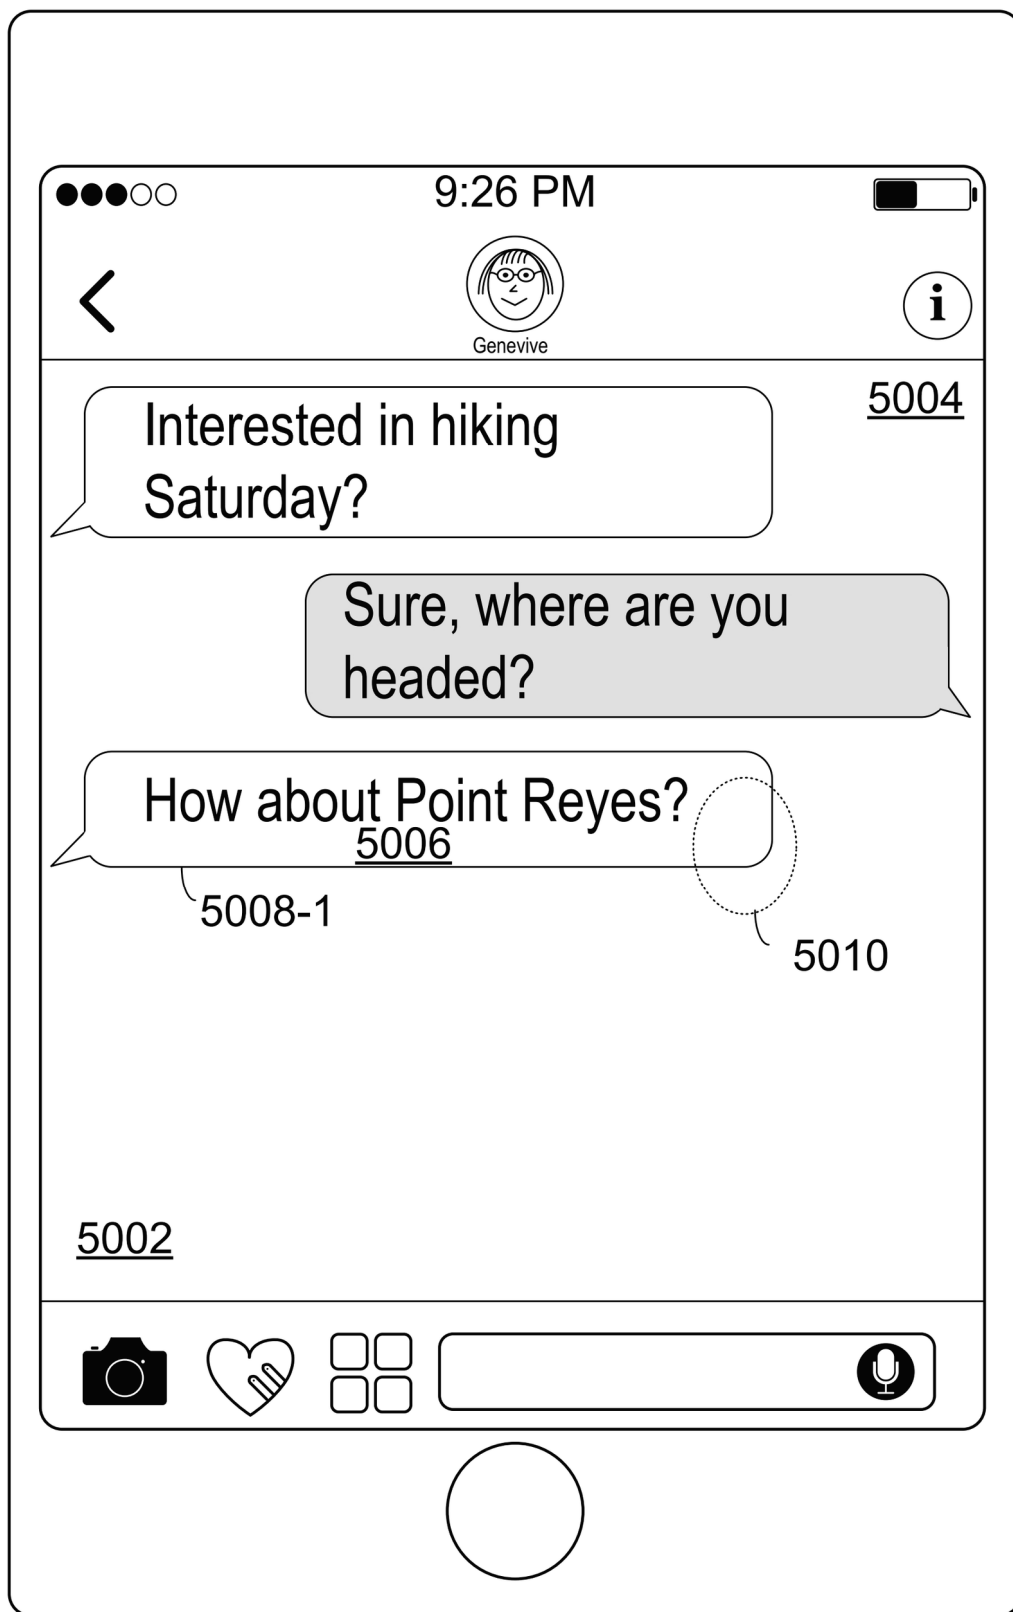 9:26 PM
i
Genevive
5004
Interested in hiking
Saturday?
Sure, where are you
headed?
How about Point Reyes?
5006
5008-1
5010
5002